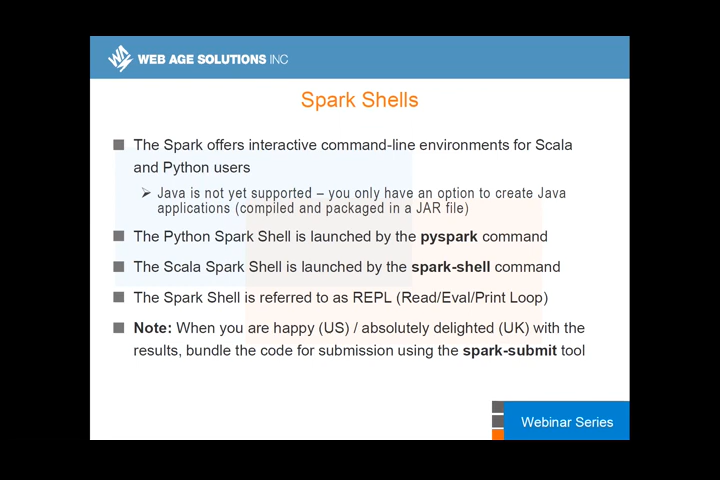 WEB AGE SOLUTIONS INC
Spark Shells
The Spark offers interactive command-line environments for Scala
and Python users
Java is not yet supported – you only have an option to create Java
applications (compiled and packaged in a JAR file)
The Python Spark Shell is launched by the pyspark command
The Scala Spark Shell is launched by the spark-shell command
The Spark Shell is referred to as REPL (Read/Eval/Print Loop)
Note: When you are happy (US) / absolutely delighted (UK) with the
results, bundle the code for submission using the spark-submit tool
Webinar Series